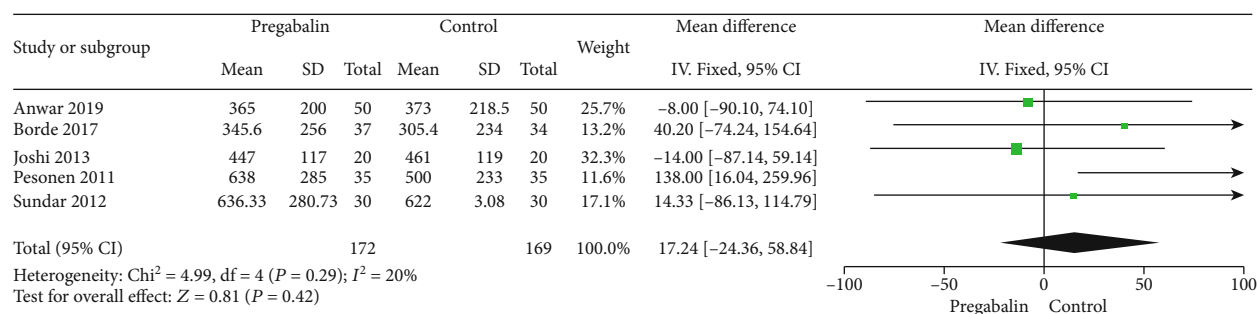 Study or subgroup Pregabalin Control Weight Mean difference Mean difference
Mean SD Total Mean SD Total IV. Fixed, 95% CI IV. Fixed, 95% CI
Anwar 2019 365 200 50 373 218.5 50 25.7% –8.00 [–90.10, 74.10]
Borde 2017 345.6 256 37 305.4 234 34 13.2% 40.20 [–74.24, 154.64]
Joshi 2013 447 117 20 461 119 20 32.3% –14.00 [–87.14, 59.14]
Pesonen 2011 638 285 35 500 233 35 11.6% 138.00 [16.04, 259.96]
Sundar 2012 636.33 280.73 30 622 3.08 30 17.1% 14.33 [–86.13, 114.79]
Total (95% CI) 172 169 100.0% 17.24 [–24.36, 58.84]
Heterogeneity: Chi² = 4.99, df = 4 (P = 0.29); I² = 20%
Test for overall effect: Z = 0.81 (P = 0.42)
–100 –50 0 50 100
Pregabalin Control